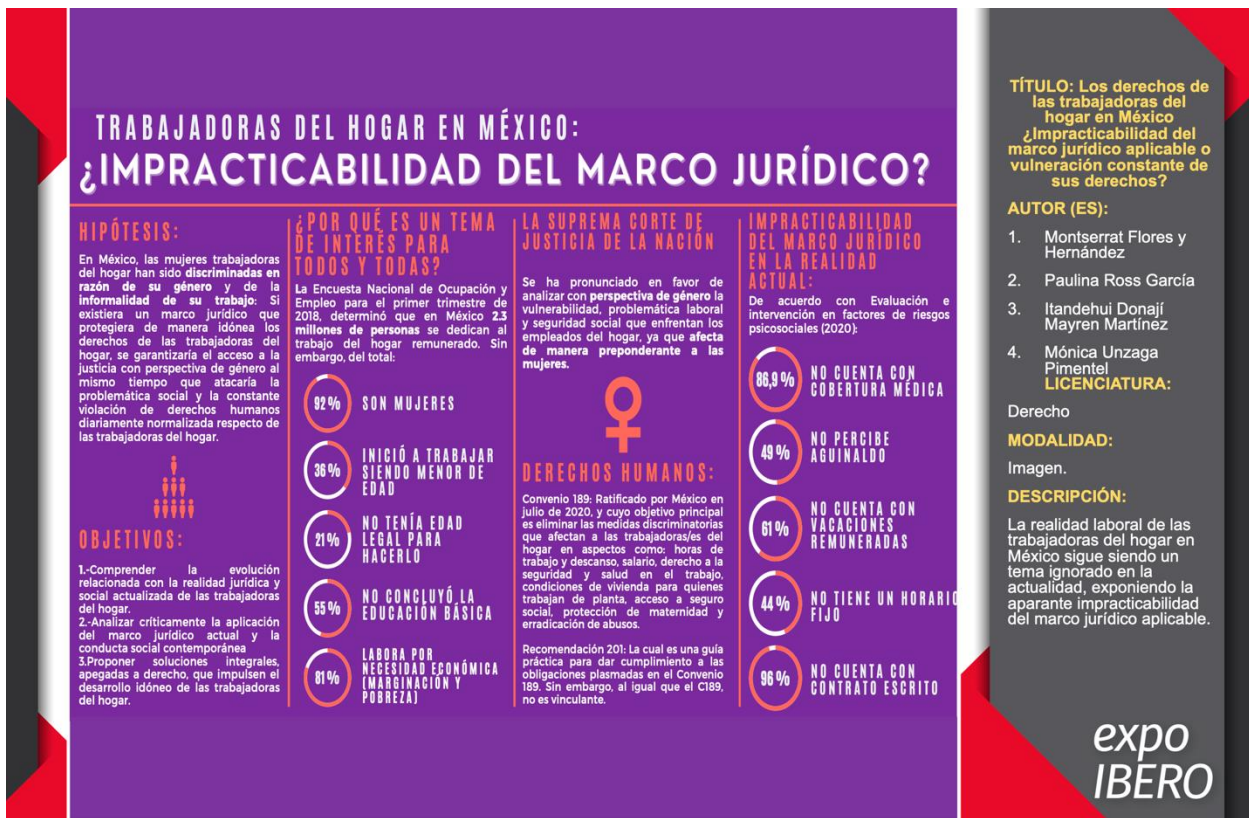 TRABAJADORAS DEL HOGAR EN MÉXICO:
¿IMPRACTICABILIDAD DEL MARCO JURÍDICO?
HIPÓTESIS:
En México, las mujeres trabajadoras
del hogar han sido discriminadas en
razón de su género y de la
informalidad de su trabajo: Si
existiera un marco jurídico que
protegiera de manera idónea los
derechos de las trabajadoras del
hogar, se garantizaría el acceso a la
justicia con perspectiva de género al
mismo tiempo que atacaría la
problemática social y la constante
violación de derechos humanos
diariamente normalizada respecto de
las trabajadoras del hogar.
OBJETIVOS:
1.-Comprender la evolución
relacionada con la realidad jurídica y
social actualizada de las trabajadoras
del hogar.
2.-Analizar críticamente la aplicación
del marco jurídico actual y la
conducta social contemporánea
3.Proponer soluciones integrales,
apegadas a derecho, que impulsen el
desarrollo idóneo de las trabajadoras
del hogar.
¿POR QUÉ ES UN TEMA
DE INTERÉS PARA
TODOS Y TODAS?
La Encuesta Nacional de Ocupación y
Empleo para el primer trimestre de
2018, determinó que en México 2.3
millones de personas se dedican al
trabajo del hogar remunerado. Sin
embargo, del total:
92% SON MUJERES
36% INICIÓ A TRABAJAR
SIENDO MENOR DE
EDAD
21% NO TENÍA EDAD
LEGAL PARA
HACERLO
55% NO CONCLUYÓ LA
EDUCACIÓN BÁSICA
81% LABORA POR
NECESIDAD ECONÓMICA
(MARGINACIÓN Y
POBREZA)
LA SUPREMA CORTE DE
JUSTICIA DE LA NACIÓN
Se ha pronunciado en favor de
analizar con perspectiva de género la
vulnerabilidad, problemática laboral
y seguridad social que enfrentan los
empleados del hogar, ya que afecta
de manera preponderante a las
mujeres.
DERECHOS HUMANOS:
Convenio 189: Ratificado por México en
julio de 2020, y cuyo objetivo principal
es eliminar las medidas discriminatorias
que afectan a las trabajadoras/es del
hogar en aspectos como: horas de
trabajo y descanso, salario, derecho a la
seguridad y salud en el trabajo,
condiciones de vivienda para quienes
trabajan de planta, acceso a seguro
social, protección de maternidad y
erradicación de abusos.
Recomendación 201: La cual es una guía
práctica para dar cumplimiento a las
obligaciones plasmadas en el Convenio
189. Sin embargo, al igual que el C189,
no es vinculante.
IMPRACTICABILIDAD
DEL MARCO JURÍDICO
EN LA REALIDAD
ACTUAL:
De acuerdo con Evaluación e
intervención en factores de riesgos
psicosociales (2020):
86,9 % NO CUENTA CON
COBERTURA MÉDICA
49 % NO PERCIBE
AGUINALDO
61 % NO CUENTA CON
VACACIONES
REMUNERADAS
44 % NO TIENE UN HORARIO
FIJO
96 % NO CUENTA CON
CONTRATO ESCRITO
TÍTULO: Los derechos de
las trabajadoras del
hogar en México
¿Impracticabilidad del
marco jurídico aplicable o
vulneración constante de
sus derechos?
AUTOR (ES):
1. Montserrat Flores y
Hernández
2. Paulina Ross García
3. Itandehui Donají
Mayren Martínez
4. Mónica Unzaga
Pimentel
LICENCIATURA:
Derecho
MODALIDAD:
Imagen.
DESCRIPCIÓN:
La realidad laboral de las
trabajadoras del hogar en
México sigue siendo un
tema ignorado en la
actualidad, exponiendo la
aparante impracticabilidad
del marco jurídico aplicable.
expo
IBERO